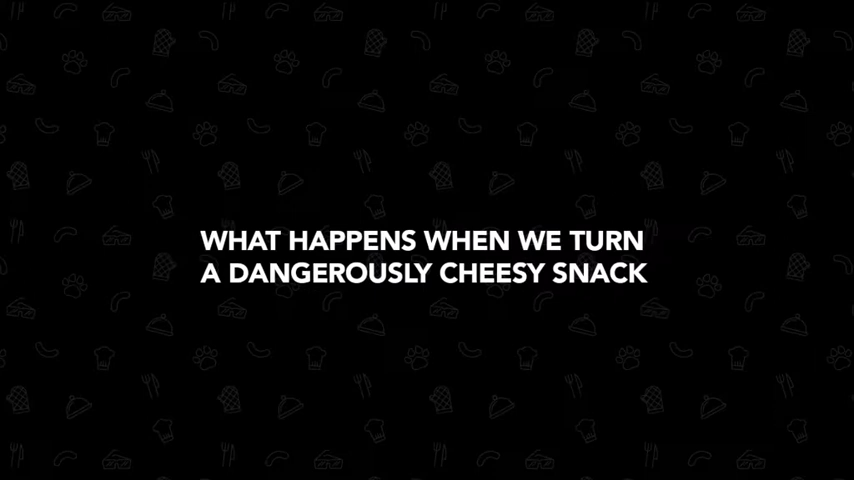 WHAT HAPPENS WHEN WE TURN
A DANGEROUSLY CHEESY SNACK